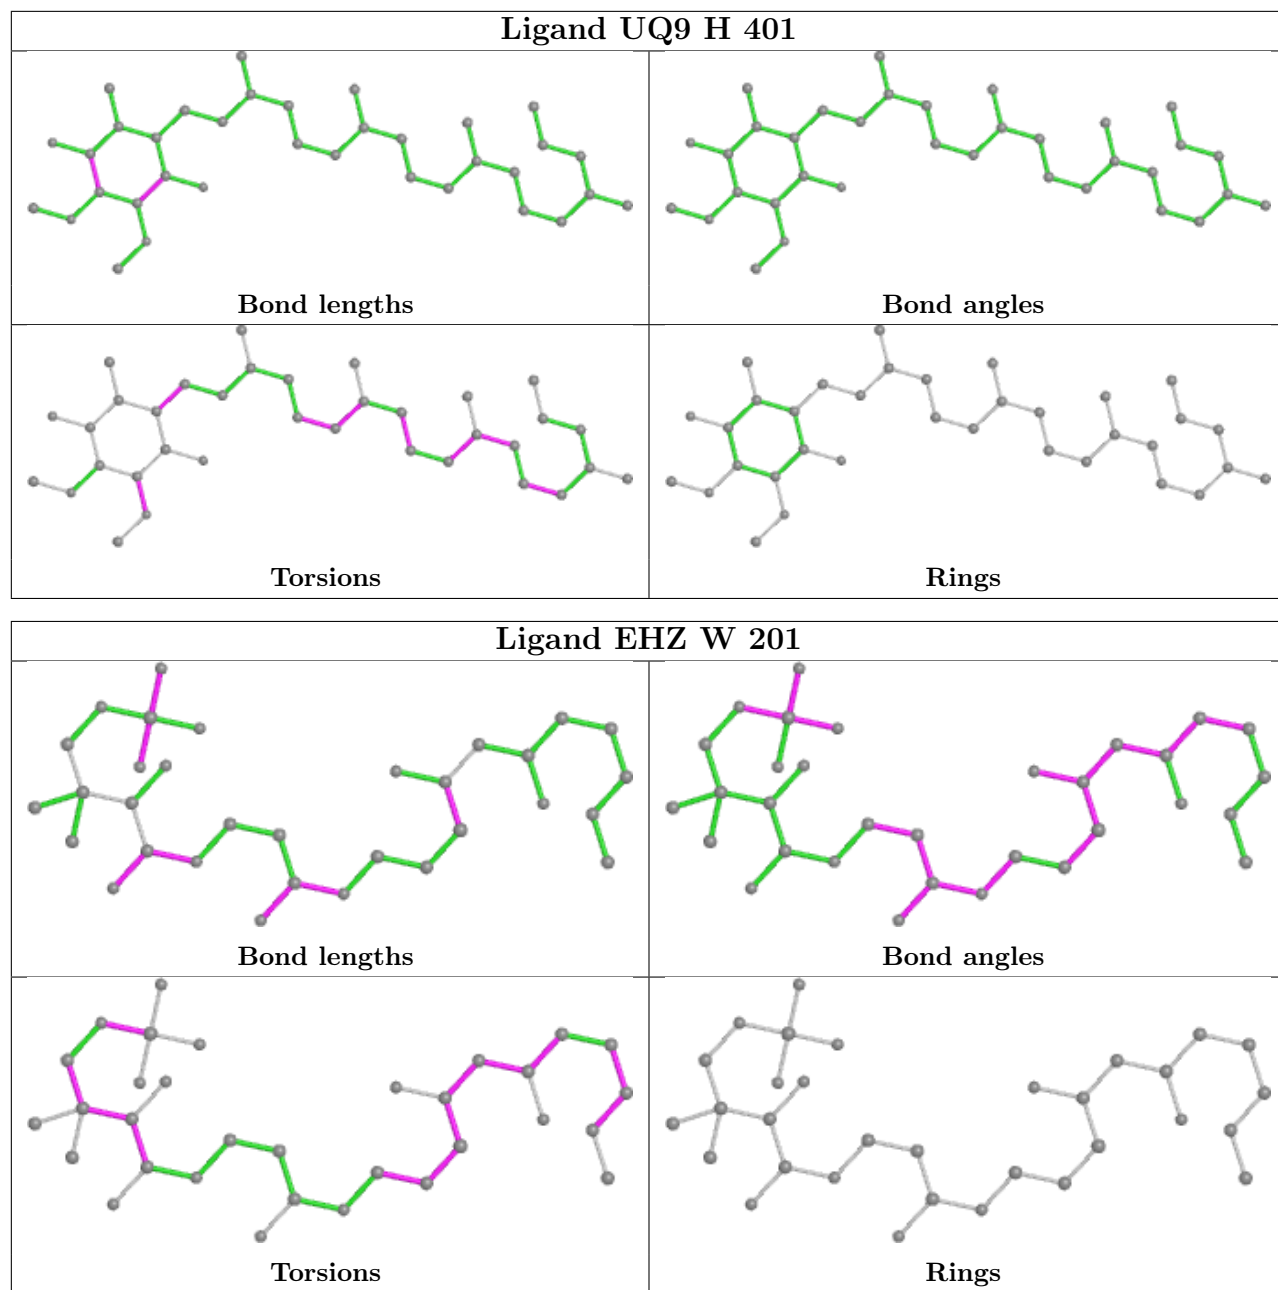 Ligand UQ9 H 401
Bond lengths
Bond angles
Torsions
Rings
Ligand EHZ W 201
Bond lengths
Bond angles
Torsions
Rings